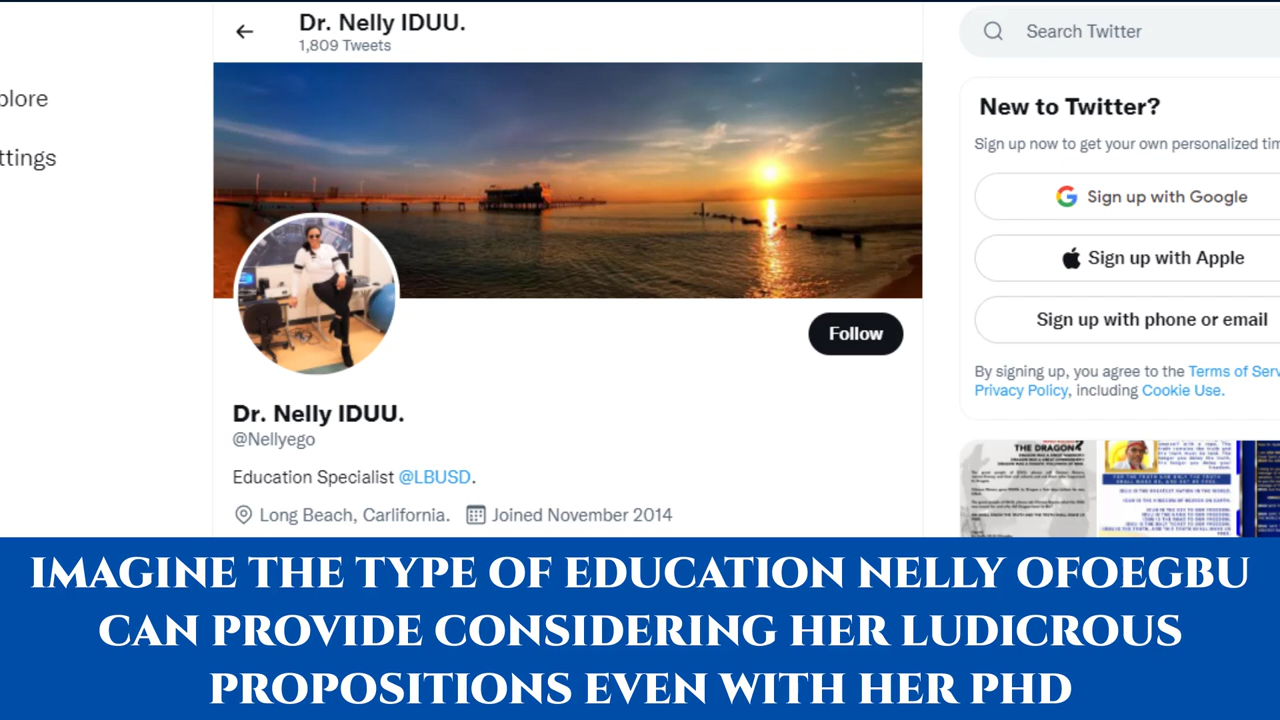 Dr. Nelly IDUU.
1,809 Tweets
Search Twitter
plore
ttings
New to Twitter?
Sign up now to get your own personalized tim
Sign up with Google
Sign up with Apple
Sign up with phone or email
By signing up, you agree to the Terms of Serv
Privacy Policy, including Cookie Use.
Follow
Dr. Nelly IDUU.
@Nellyego
Education Specialist @LBUSD.
Long Beach, Carlifornia. Joined November 2014
THE DRAGON
IMAGINE THE TYPE OF EDUCATION NELLY OFOEGBU
CAN PROVIDE CONSIDERING HER LUDICROUS
PROPOSITIONS EVEN WITH HER PHD